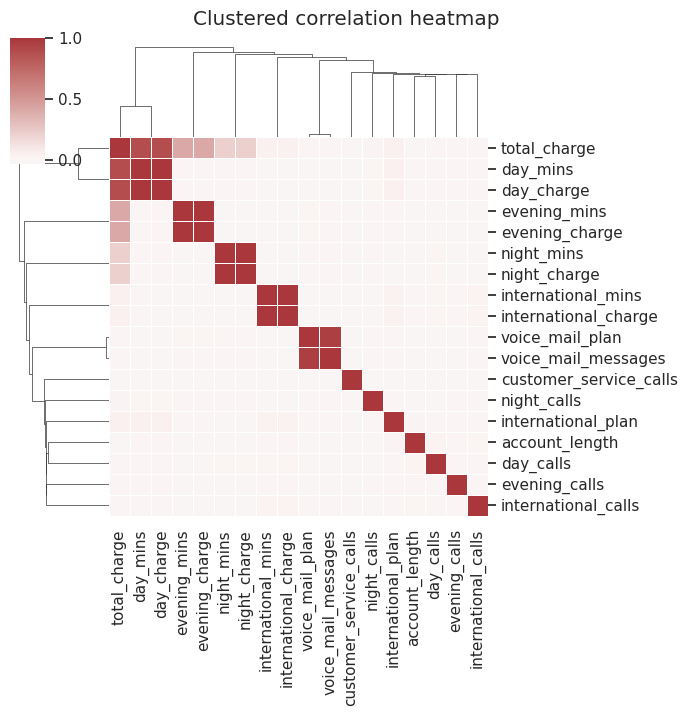 Clustered correlation heatmap
1.0
0.5
0.0
total_charge
day_mins
day_charge
evening_mins
evening_charge
night_mins
night_charge
international_mins
international_charge
voice_mail_plan
voice_mail_messages
customer_service_calls
night_calls
international_plan
account_length
day_calls
evening_calls
international_calls
total_charge
day_mins
day_charge
evening_mins
evening_charge
night_mins
night_charge
international_mins
international_charge
voice_mail_plan
voice_mail_messages
customer_service_calls
night_calls
international_plan
account_length
day_calls
evening_calls
international_calls